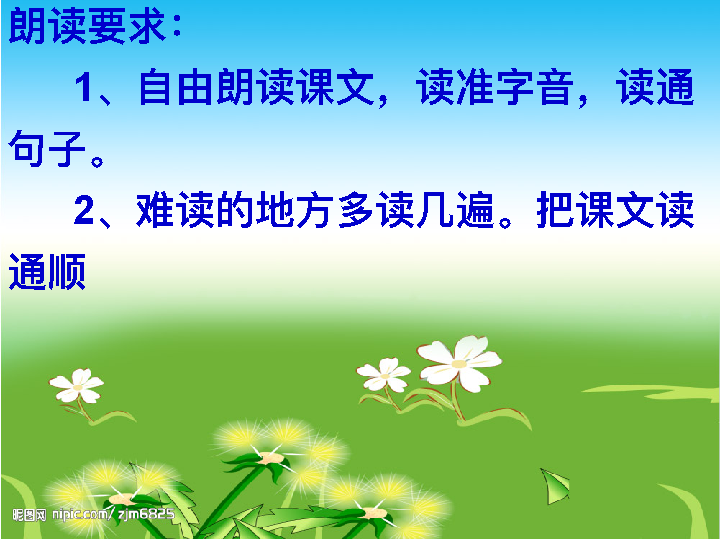 朗读要求：
1、自由朗读课文，读准字音，读通
句子。
2、难读的地方多读几遍。把课文读
通顺
昵图网 nipic.com/zjm6825